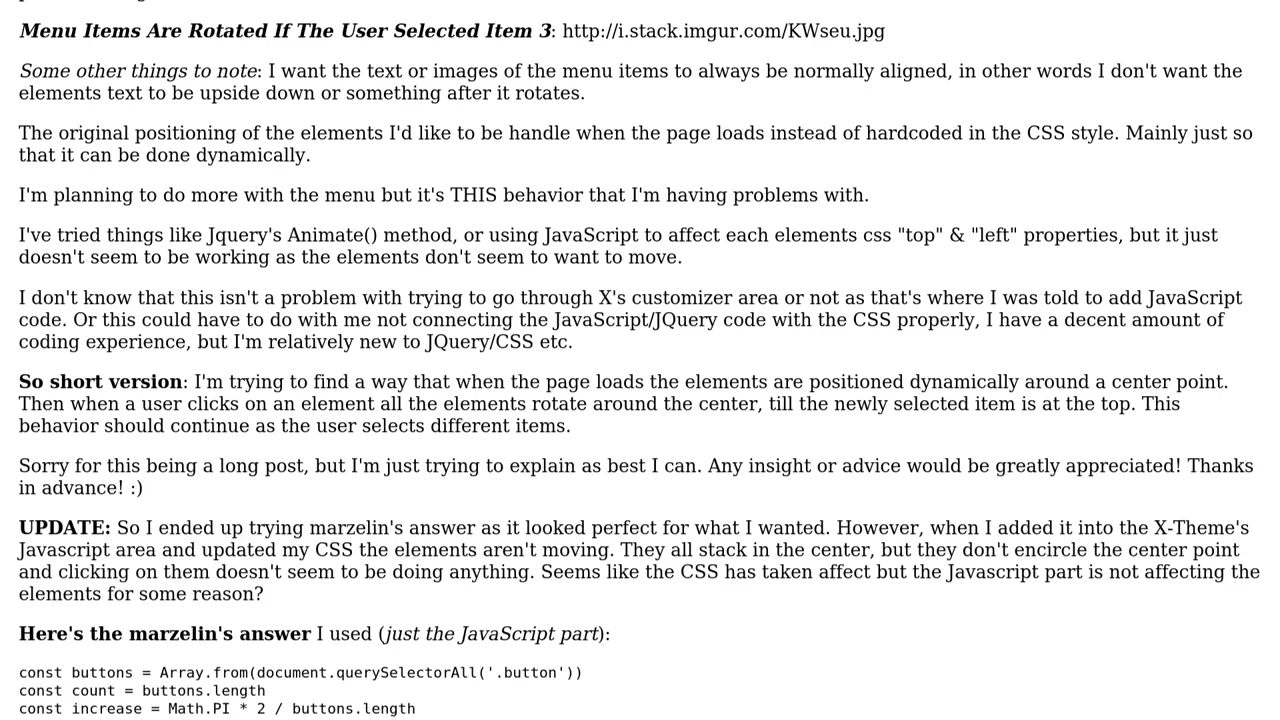 Menu Items Are Rotated If The User Selected Item 3: http://i.stack.imgur.com/KWseu.jpg
Some other things to note: I want the text or images of the menu items to always be normally aligned, in other words I don't want the
elements text to be upside down or something after it rotates.
The original positioning of the elements I'd like to be handle when the page loads instead of hardcoded in the CSS style. Mainly just so
that it can be done dynamically.
I'm planning to do more with the menu but it's THIS behavior that I'm having problems with.
I've tried things like Jquery's Animate() method, or using JavaScript to affect each elements css "top" & "left" properties, but it just
doesn't seem to be working as the elements don't seem to want to move.
I don't know that this isn't a problem with trying to go through X's customizer area or not as that's where I was told to add JavaScript
code. Or this could have to do with me not connecting the JavaScript/JQuery code with the CSS properly, I have a decent amount of
coding experience, but I'm relatively new to JQuery/CSS etc.
So short version: I'm trying to find a way that when the page loads the elements are positioned dynamically around a center point.
Then when a user clicks on an element all the elements rotate around the center, till the newly selected item is at the top. This
behavior should continue as the user selects different items.
Sorry for this being a long post, but I'm just trying to explain as best I can. Any insight or advice would be greatly appreciated! Thanks
in advance! :)
UPDATE: So I ended up trying marzelin's answer as it looked perfect for what I wanted. However, when I added it into the X-Theme's
Javascript area and updated my CSS the elements aren't moving. They all stack in the center, but they don't encircle the center point
and clicking on them doesn't seem to be doing anything. Seems like the CSS has taken affect but the Javascript part is not affecting the
elements for some reason?
Here's the marzelin's answer I used (just the JavaScript part):
const buttons = Array.from(document.querySelectorAll('.button'))
const count = buttons.length
const increase = Math.PI * 2 / buttons.length